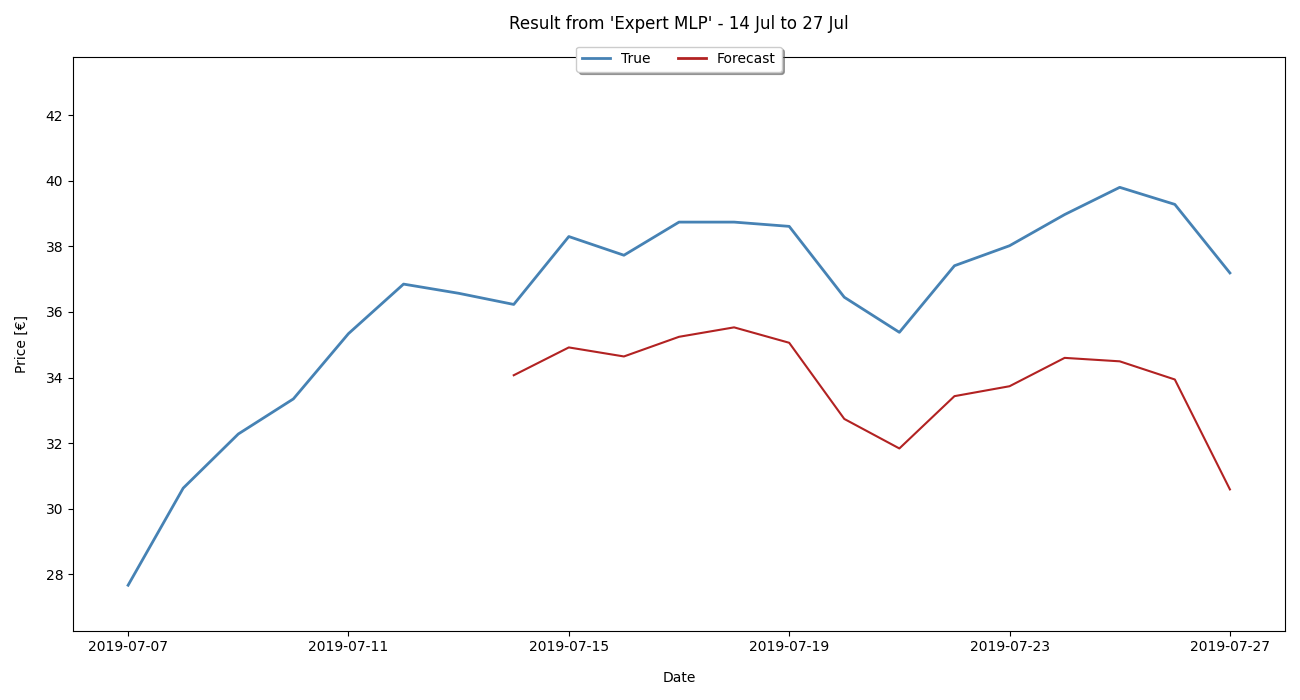 Result from 'Expert MLP' - 14 Jul to 27 Jul
True Forecast
Price [€]
42
40
38
36
34
32
30
28
2019-07-07 2019-07-11 2019-07-15 2019-07-19 2019-07-23 2019-07-27
Date